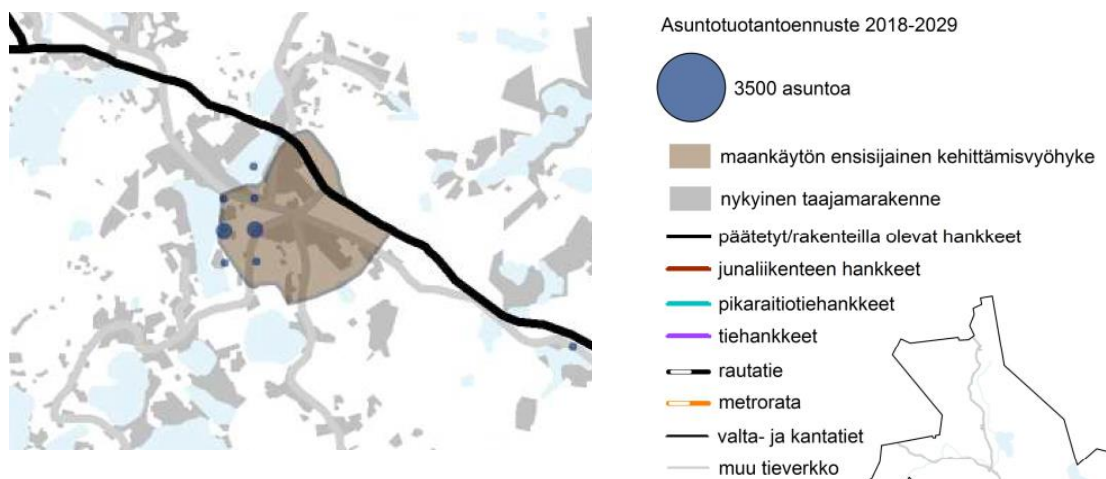 Asuntotuotantoennuste 2018-2029
3500 asuntoa
maankäytön ensisijainen kehittämisvyöhyke
nykyinen taajamarakenne
päätetyt/rakenteilla olevat hankkeet
junaliikenteen hankkeet
pikaraitiotiehankkeet
tiehankkeet
rautatie
metrorata
valta- ja kantatiet
muu tieverkko